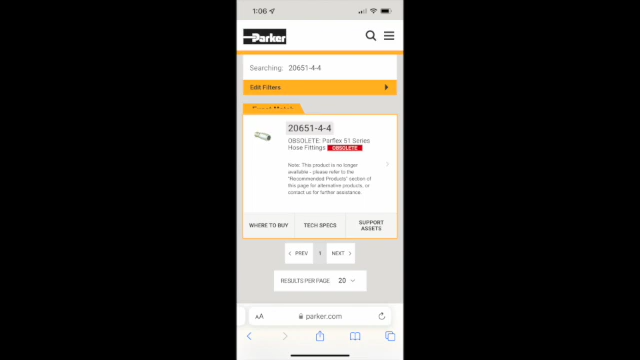 1:06
Parker
Searching: 20651-4-4
Edit Filters
Exact Match
20651-4-4
OBSOLETE: Parflex 51 Series
Hose Fittings OBSOLETE
Note: This product is no longer
available - please refer to the
"Recommended Products" section of
this page for alternative products, or
contact us for further assistance.
WHERE TO BUY
TECH SPECS
SUPPORT
ASSETS
PREV 1 NEXT
RESULTS PER PAGE 20
AA parker.com